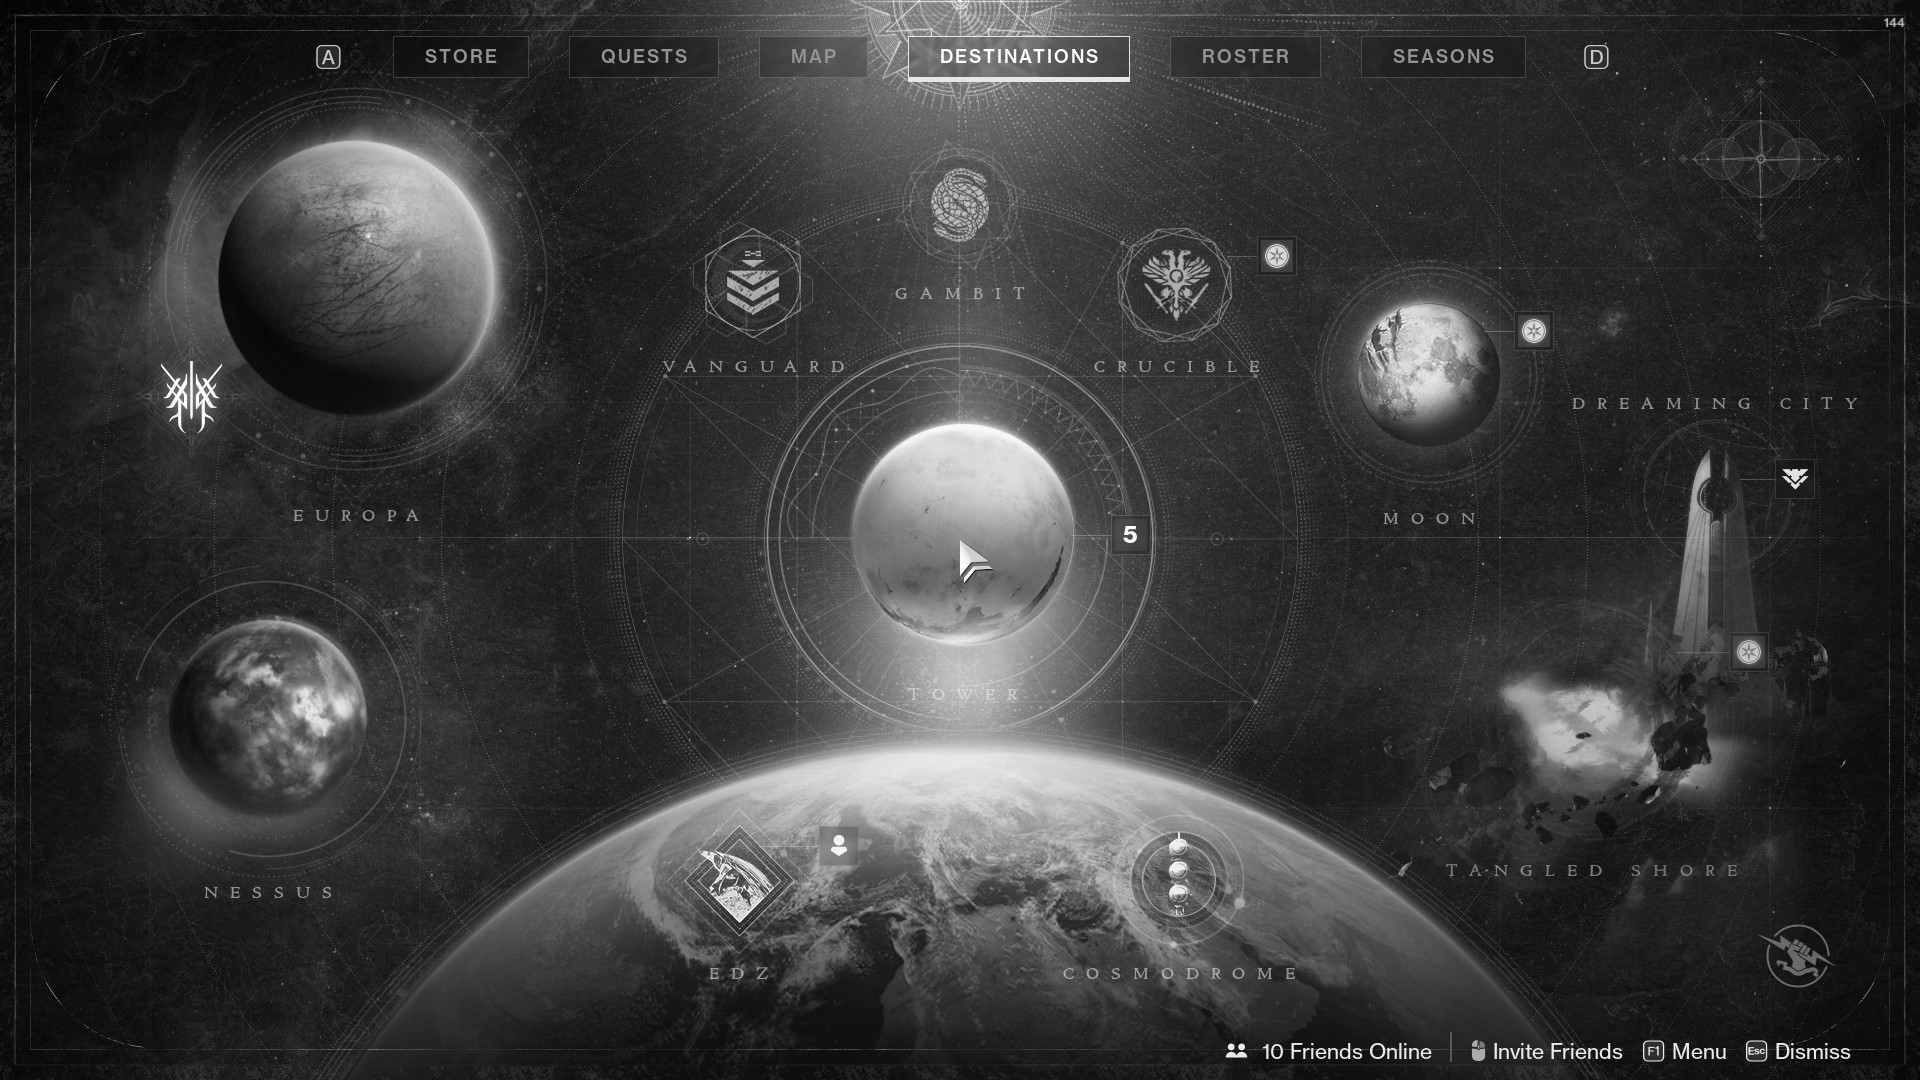 144
A STORE QUESTS MAP DESTINATIONS ROSTER SEASONS D
GAMBIT
VANGUARD
CRUCIBLE
DREAMING CITY
EUROPA
MOON
5
TOWER
TANGLED SHORE
NESSUS
EDZ
COSMODROME
10 Friends Online Invite Friends F1 Menu Esc Dismiss